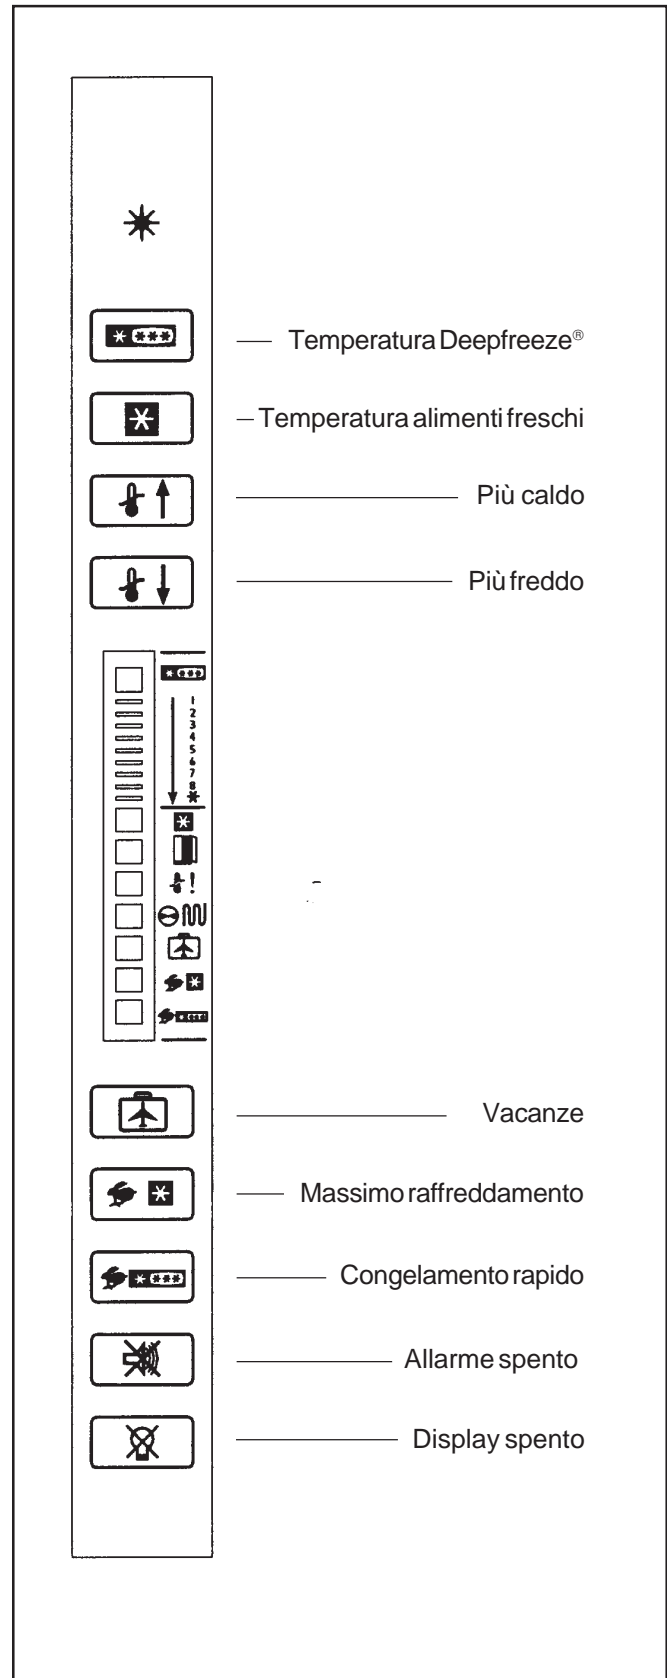 Temperatura Deepfreeze®
Temperatura alimenti freschi
Più caldo
Più freddo
1
2
3
4
5
6
7
8
Vacanze
Massimo raffreddamento
Congelamento rapido
Allarme spento
Display spento